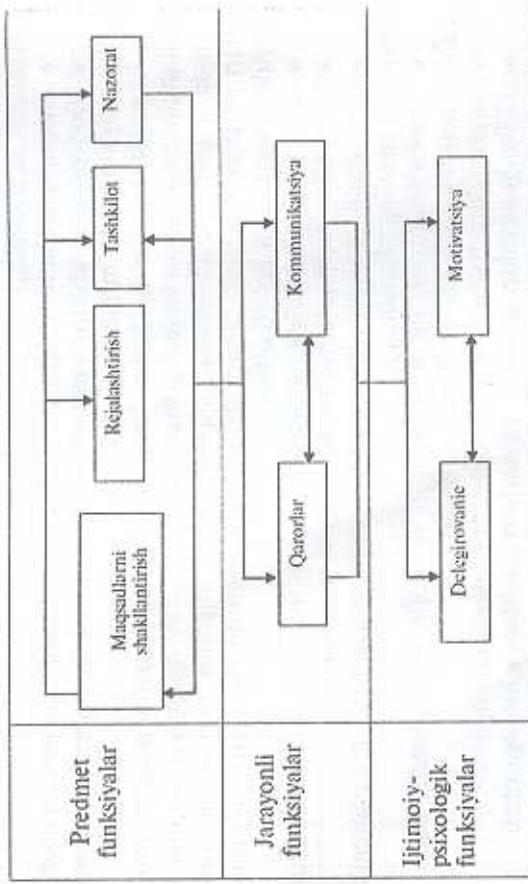 Predmet
funksiyalar
Maqsadlarni
shakllantirish
Rejalashtirish
Tashkilot
Nazorat
Jarayonli
funksiyalar
Qarorlar
Kommunikatsiya
Ijtimoiy-
psixologik
funksiyalar
Delegirovanie
Motivatsiya